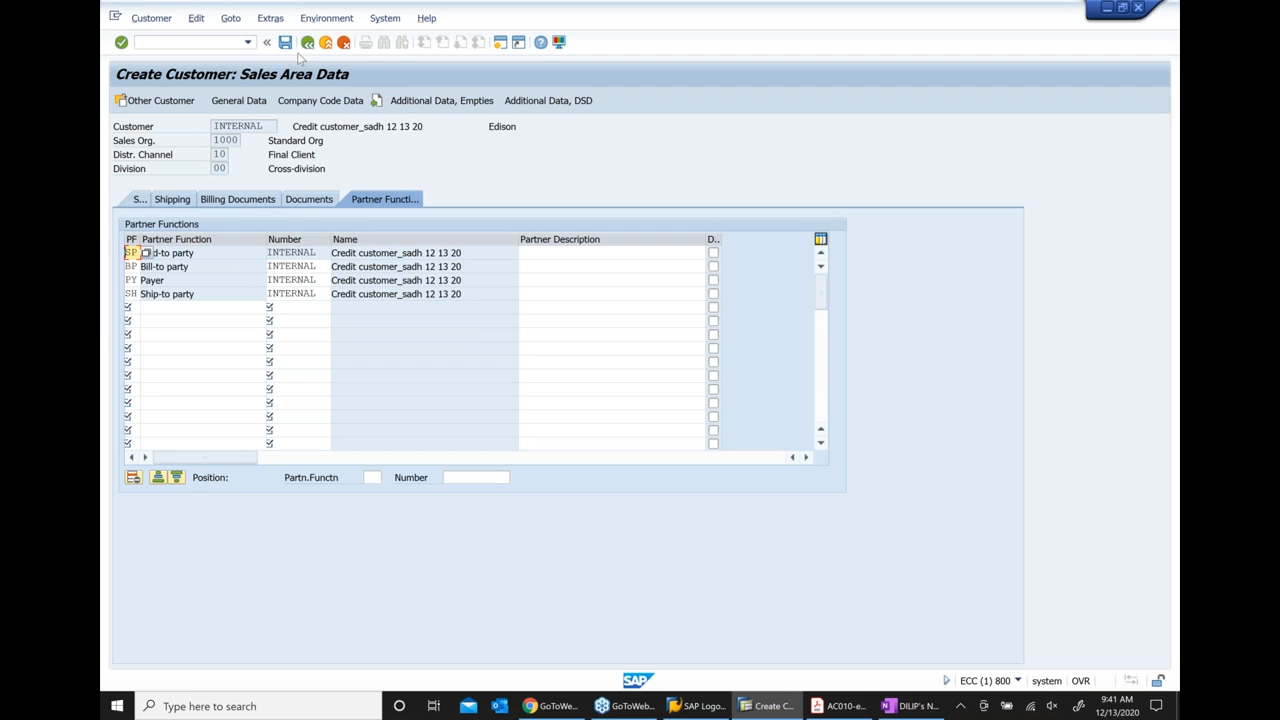 Customer Edit Goto Extras Environment System Help
Create Customer: Sales Area Data
Other Customer General Data Company Code Data Additional Data, Empties Additional Data, DSD
Customer INTERNAL Credit customer_sadh 12 13 20 Edison
Sales Org. 1000 Standard Org
Distr. Channel 10 Final Client
Division 00 Cross-division
S... Shipping Billing Documents Documents Partner Functi...
Partner Functions
PF Partner Function Number Name Partner Description D..
SP d-to party INTERNAL Credit customer_sadh 12 13 20
BP Bill-to party INTERNAL Credit customer_sadh 12 13 20
PY Payer INTERNAL Credit customer_sadh 12 13 20
SH Ship-to party INTERNAL Credit customer_sadh 12 13 20
Position: Partn.Functn Number
SAP ECC (1) 800 system OVR
Type here to search GoToWe... GoToWeb... SAP Logo... Create C... AC010-e... DILIP's N... 9:41 AM
12/13/2020